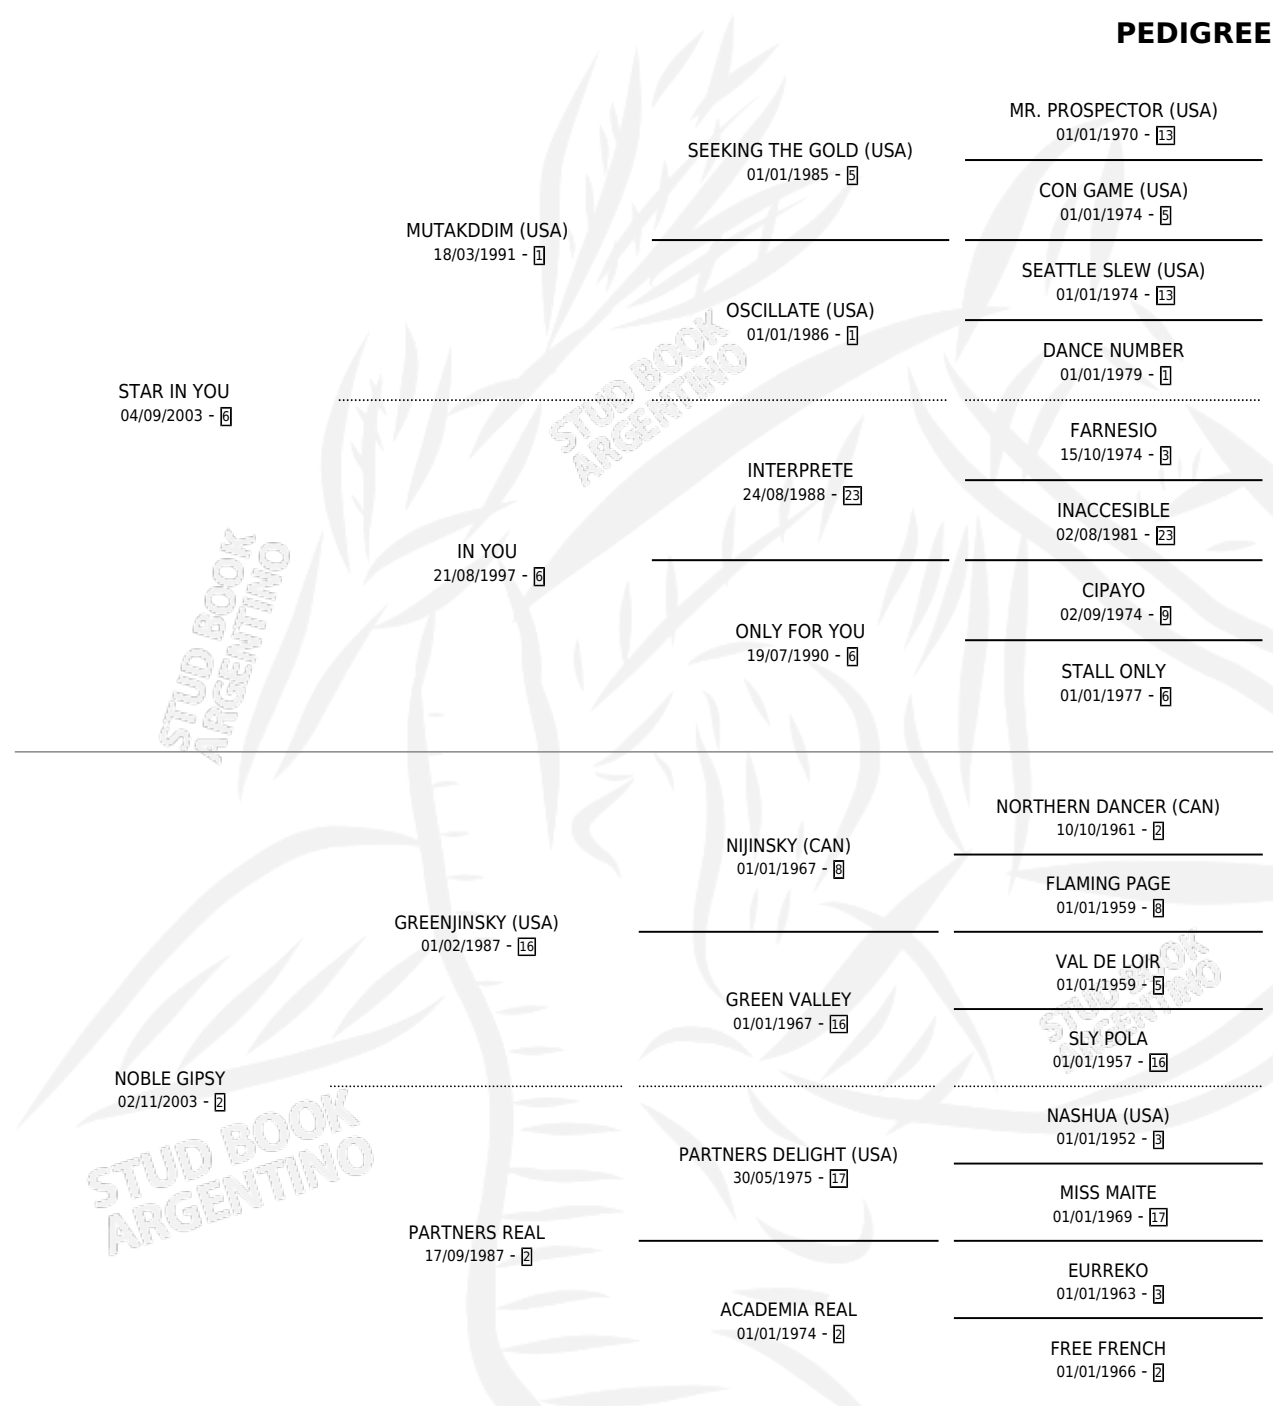 PEDIGREE
MR. PROSPECTOR (USA)
01/01/1970 - 13
SEEKING THE GOLD (USA)
01/01/1985 - 5
CON GAME (USA)
01/01/1974 - 5
MUTAKDDIM (USA)
18/03/1991 - 1
SEATTLE SLEW (USA)
01/01/1974 - 13
OSCILLATE (USA)
01/01/1986 - 1
DANCE NUMBER
01/01/1979 - 1
STAR IN YOU
04/09/2003 - 6
FARNESIO
15/10/1974 - 3
INTERPRETE
24/08/1988 - 23
INACCESIBLE
02/08/1981 - 23
IN YOU
21/08/1997 - 6
CIPAYO
02/09/1974 - 9
ONLY FOR YOU
19/07/1990 - 6
STALL ONLY
01/01/1977 - 6
NORTHERN DANCER (CAN)
10/10/1961 - 2
NIJINSKY (CAN)
01/01/1967 - 8
FLAMING PAGE
01/01/1959 - 8
GREENJINSKY (USA)
01/02/1987 - 16
VAL DE LOIR
01/01/1959 - 5
GREEN VALLEY
01/01/1967 - 16
SLY POLA
01/01/1957 - 16
NOBLE GIPSY
02/11/2003 - 2
NASHUA (USA)
01/01/1952 - 3
PARTNERS DELIGHT (USA)
30/05/1975 - 17
MISS MAITE
01/01/1969 - 17
PARTNERS REAL
17/09/1987 - 2
EURREKO
01/01/1963 - 3
ACADEMIA REAL
01/01/1974 - 2
FREE FRENCH
01/01/1966 - 2
STUD BOOK
ARGENTINO
STUD BOOK
ARGENTINO
STUD BOOK
ARGENTINO
STUD BOOK
ARGENTINO